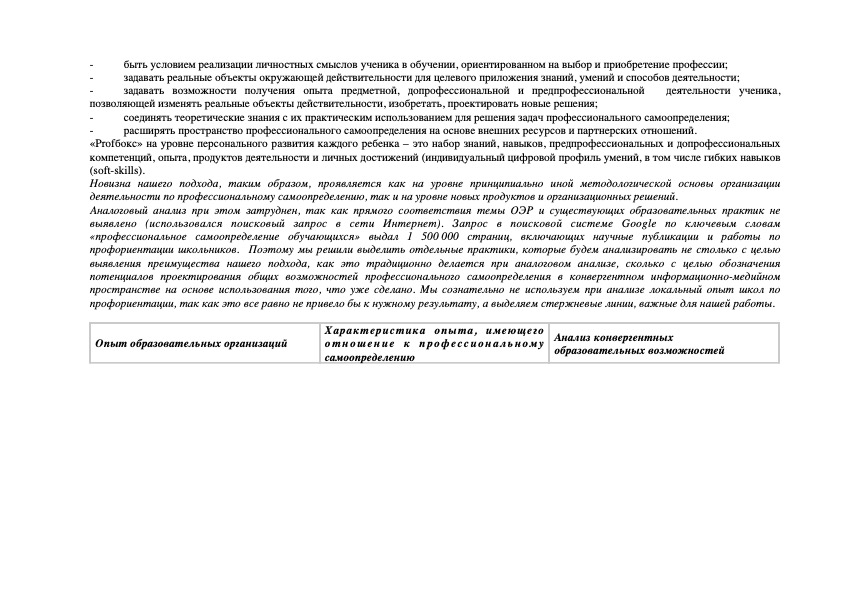 - быть условием реализации личностных смыслов ученика в обучении, ориентированном на выбор и приобретение профессии;
- задавать реальные объекты окружающей действительности для целевого приложения знаний, умений и способов деятельности;
- задавать возможности получения опыта предметной, допрофессиональной и предпрофессиональной деятельности ученика,
позволяющей изменять реальные объекты действительности, изобретать, проектировать новые решения;
- соединять теоретические знания с их практическим использованием для решения задач профессионального самоопределения;
- расширять пространство профессионального самоопределения на основе внешних ресурсов и партнерских отношений.
«Profбокс» на уровне персонального развития каждого ребенка – это набор знаний, навыков, предпрофессиональных и допрофессиональных
компетенций, опыта, продуктов деятельности и личных достижений (индивидуальный цифровой профиль умений, в том числе гибких навыков
(soft-skills).
Новизна нашего подхода, таким образом, проявляется как на уровне принципиально иной методологической основы организации
деятельности по профессиональному самоопределению, так и на уровне новых продуктов и организационных решений.
Аналоговый анализ при этом затруднен, так как прямого соответствия темы ОЭР и существующих образовательных практик не
выявлено (использовался поисковый запрос в сети Интернет). Запрос в поисковой системе Google по ключевым словам
«профессиональное самоопределение обучающихся» выдал 1 500 000 страниц, включающих научные публикации и работы по
профориентации школьников. Поэтому мы решили выделить отдельные практики, которые будем анализировать не столько с целью
выявления преимущества нашего подхода, как это традиционно делается при аналоговом анализе, сколько с целью обозначения
потенциалов проектирования общих возможностей профессионального самоопределения в конвергентном информационно-медийном
пространстве на основе использования того, что уже сделано. Мы сознательно не используем при анализе локальный опыт школ по
профориентации, так как это все равно не привело бы к нужному результату, а выделяем стержневые линии, важные для нашей работы.
Опыт образовательных организаций
Характеристика опыта, имеющего
отношение к профессиональному
самоопределению
Анализ конвергентных
образовательных возможностей